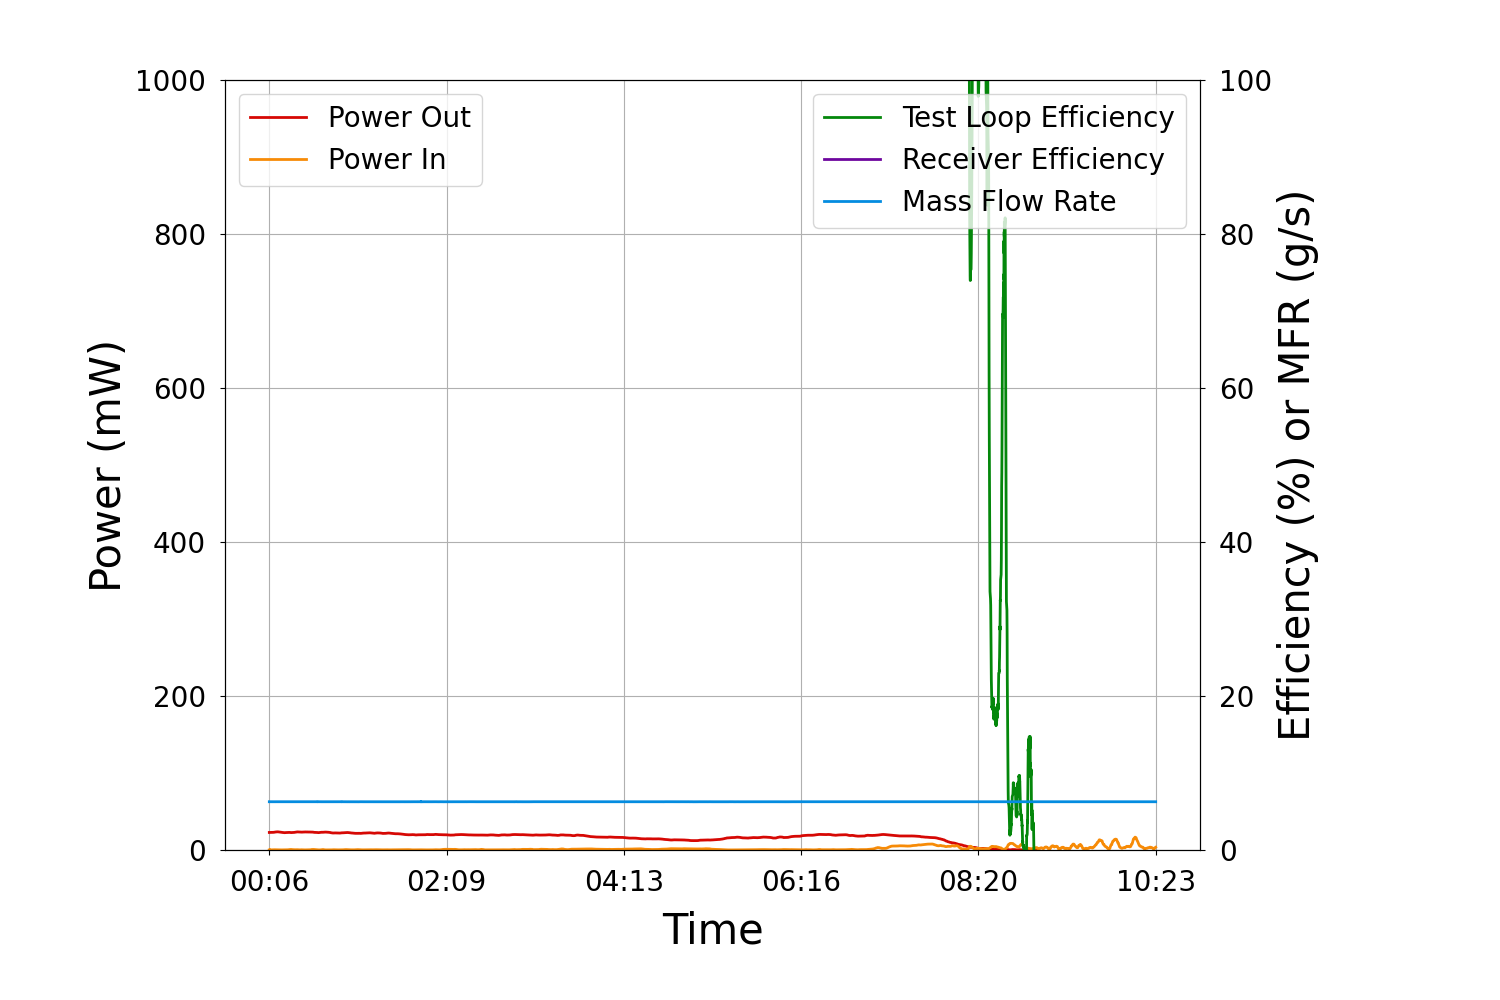 1000
800
600
400
200
0
Power (mW)
Power Out
Power In
Test Loop Efficiency
Receiver Efficiency
Mass Flow Rate
100
80
60
40
20
0
Efficiency (%) or MFR (g/s)
00:06 02:09 04:13 06:16 08:20 10:23
Time